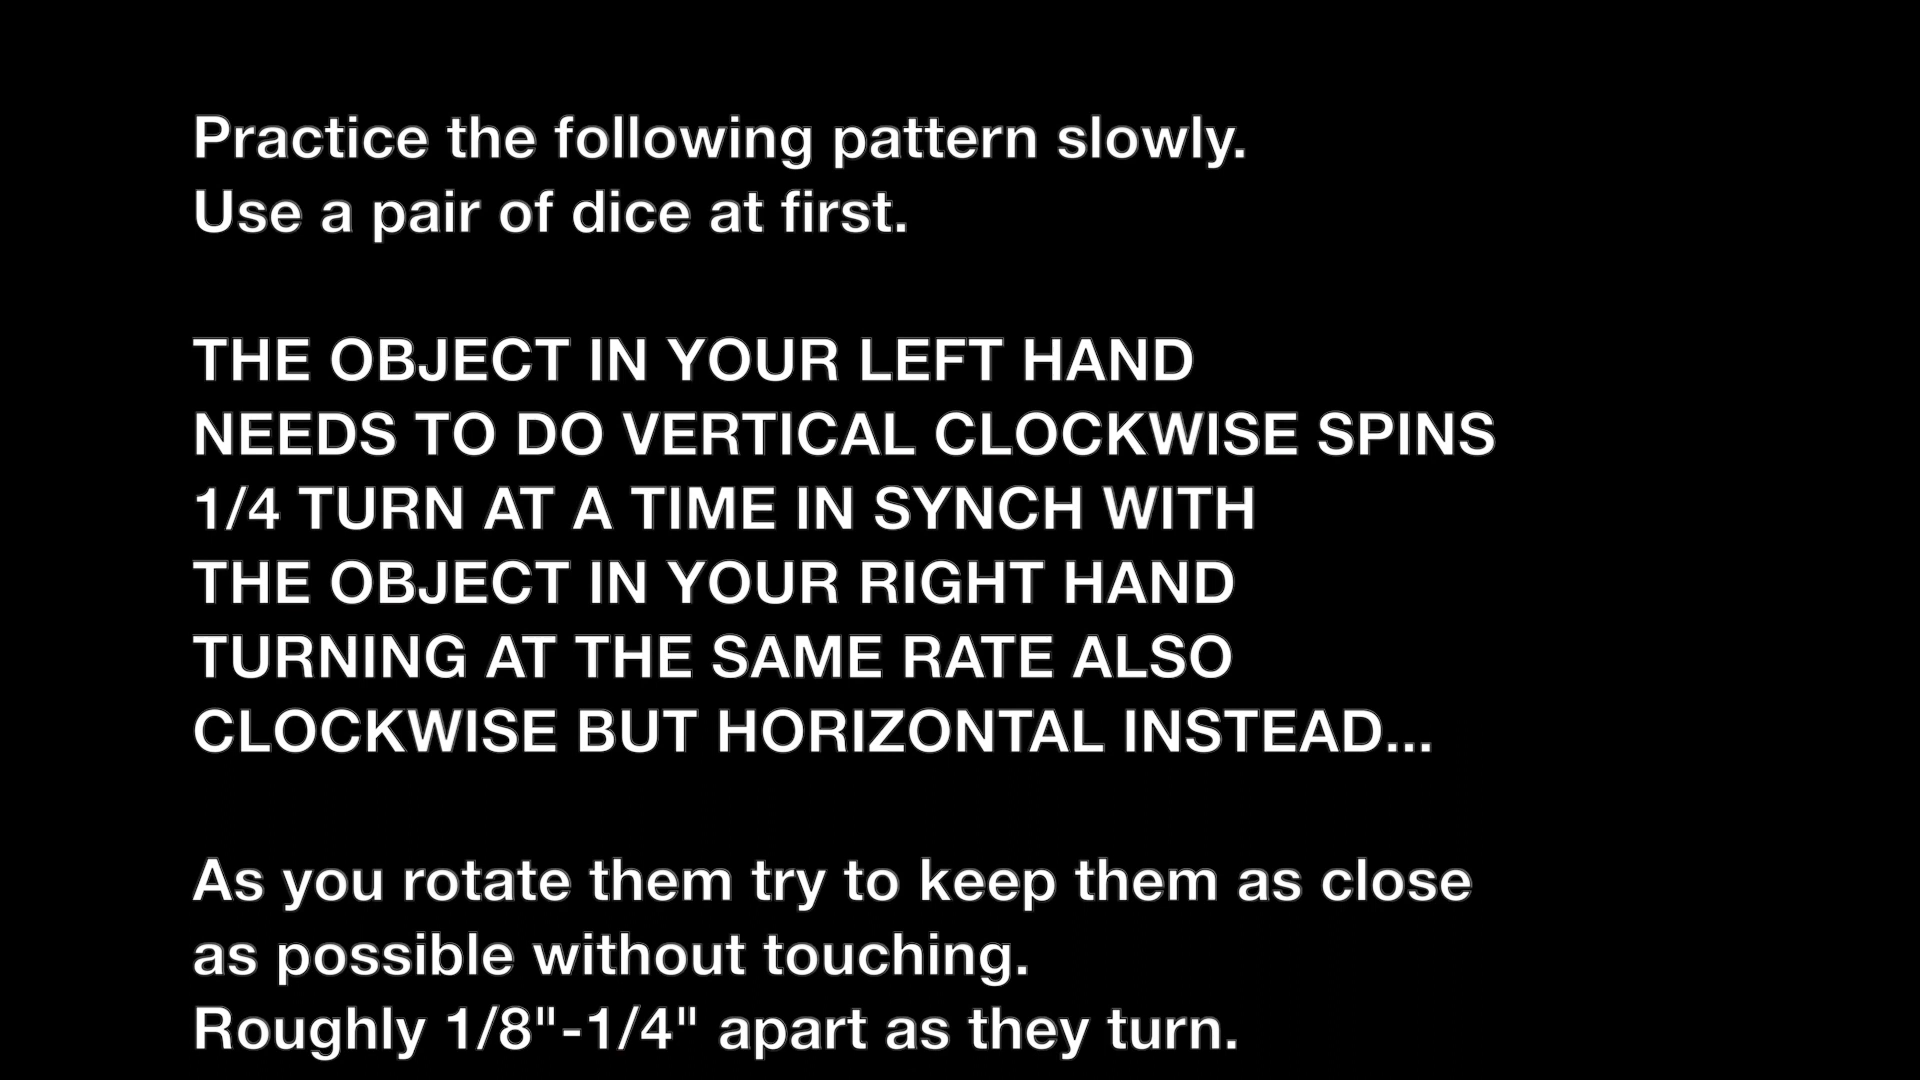 Practice the following pattern slowly.
Use a pair of dice at first.
THE OBJECT IN YOUR LEFT HAND
NEEDS TO DO VERTICAL CLOCKWISE SPINS
1/4 TURN AT A TIME IN SYNCH WITH
THE OBJECT IN YOUR RIGHT HAND
TURNING AT THE SAME RATE ALSO
CLOCKWISE BUT HORIZONTAL INSTEAD...
As you rotate them try to keep them as close
as possible without touching.
Roughly 1/8"-1/4" apart as they turn.